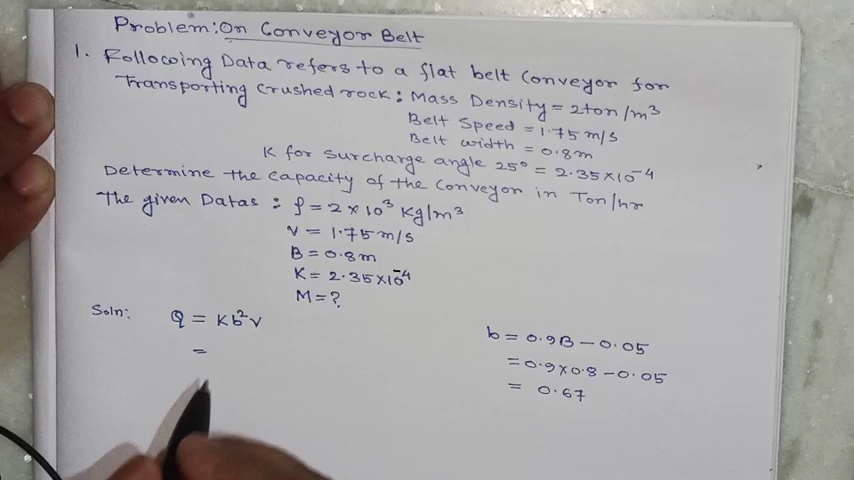 Problem: On Conveyor Belt
1. Following Data refers to a flat belt Conveyor for
Transporting Crushed rock: Mass Density = 2ton/m³
Belt Speed = 1.75 m/s
Belt width = 0.8m
K for surcharge angle 25° = 2.35×10⁻⁴
Determine the capacity of the conveyor in Ton/hr
The given Datas: ρ = 2×10³ Kg/m³
v = 1.75 m/s
B = 0.8m
K = 2.35×10⁻⁴
M = ?
Soln: Q = Kb²v
=
b = 0.9B - 0.05
= 0.9×0.8 - 0.05
= 0.67